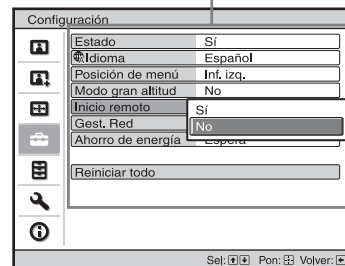 Configuración
Estado Sí
Idioma Español
Posición de menú Inf. izq.
Modo gran altitud No
Inicio remoto Sí
Gest. Red No
Ahorro de energía Espera
Reiniciar todo
Sel: Pon: Volver: